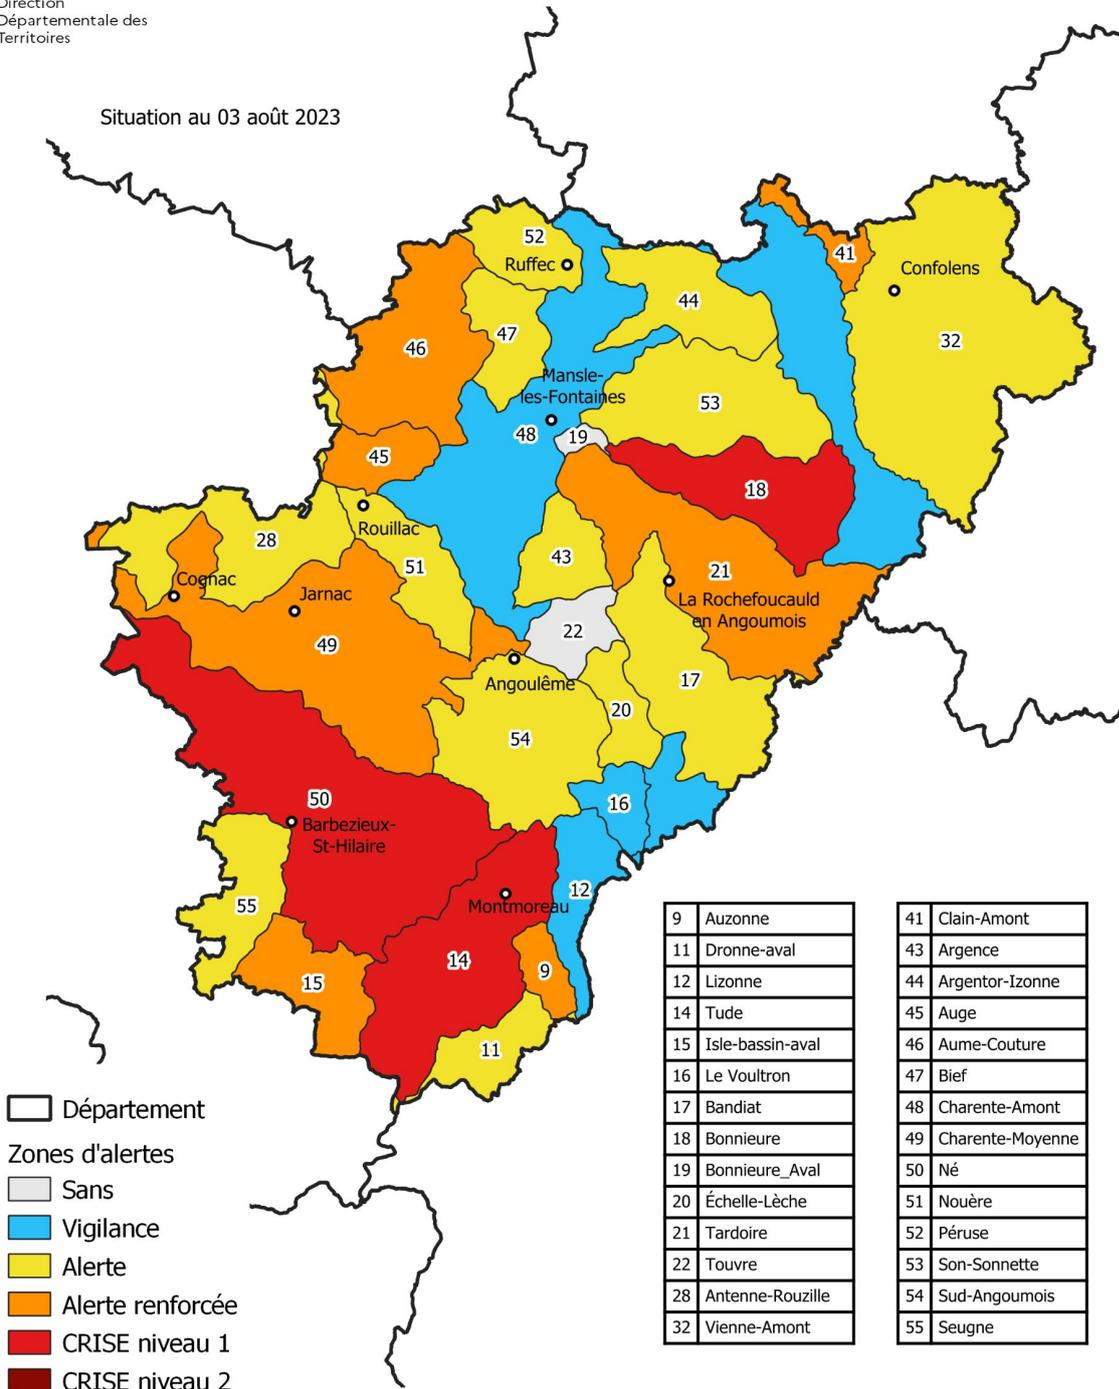 Direction
Départementale des
Territoires
Situation au 03 août 2023
52
Ruffec
41
Confolens
44
32
47
46
Mansle-
les-Fontaines
53
48
19
45
18
Rouillac
28
43
51
21
Cognac
Jarnac
La Rochefoucauld
en Angoumois
49
22
17
Angoulême
20
54
50
16
Barbezieux-
St-Hilaire
12
55
Montmoreau
14
9
15
11
9 Auzonne
11 Dronne-aval
12 Lizonne
14 Tude
15 Isle-bassin-aval
16 Le Voultron
17 Bandiat
18 Bonnieure
19 Bonnieure_Aval
20 Échelle-Lèche
21 Tardoire
22 Touvre
28 Antenne-Rouzille
32 Vienne-Amont
41 Clain-Amont
43 Argence
44 Argentor-Izonne
45 Auge
46 Aume-Couture
47 Bief
48 Charente-Amont
49 Charente-Moyenne
50 Né
51 Nouère
52 Péruse
53 Son-Sonnette
54 Sud-Angoumois
55 Seugne
Département
Zones d'alertes
Sans
Vigilance
Alerte
Alerte renforcée
CRISE niveau 1
CRISE niveau 2